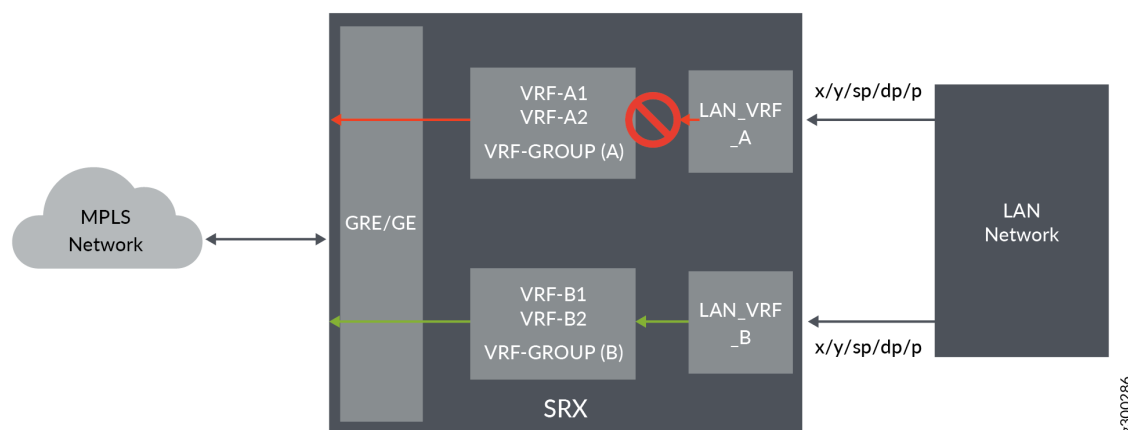 MPLS
Network
GRE/GE
VRF-A1
VRF-A2
VRF-GROUP (A)
LAN_VRF
_A
x/y/sp/dp/p
VRF-B1
VRF-B2
VRF-GROUP (B)
LAN_VRF
_B
x/y/sp/dp/p
SRX
LAN
Network